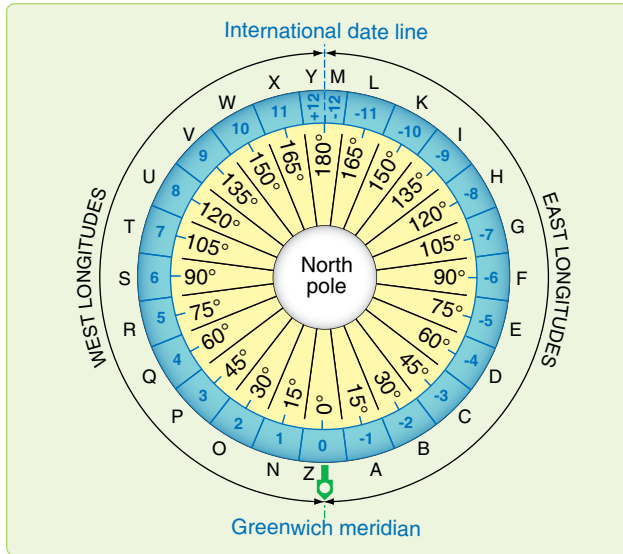 International date line
Y M
X L
W K
V I
U H
T G
S F
R E
Q D
P C
O B
N A
Z
+12 -12
11 -11
10 -10
9 -9
8 -8
7 -7
6 -6
5 -5
4 -4
3 -3
2 -2
1 -1
0
180°
165° 165°
150° 150°
135° 135°
120° 120°
105° 105°
90° 90°
75° 75°
60° 60°
45° 45°
30° 30°
15° 15°
0°
WEST LONGITUDES
EAST LONGITUDES
North
pole
Greenwich meridian